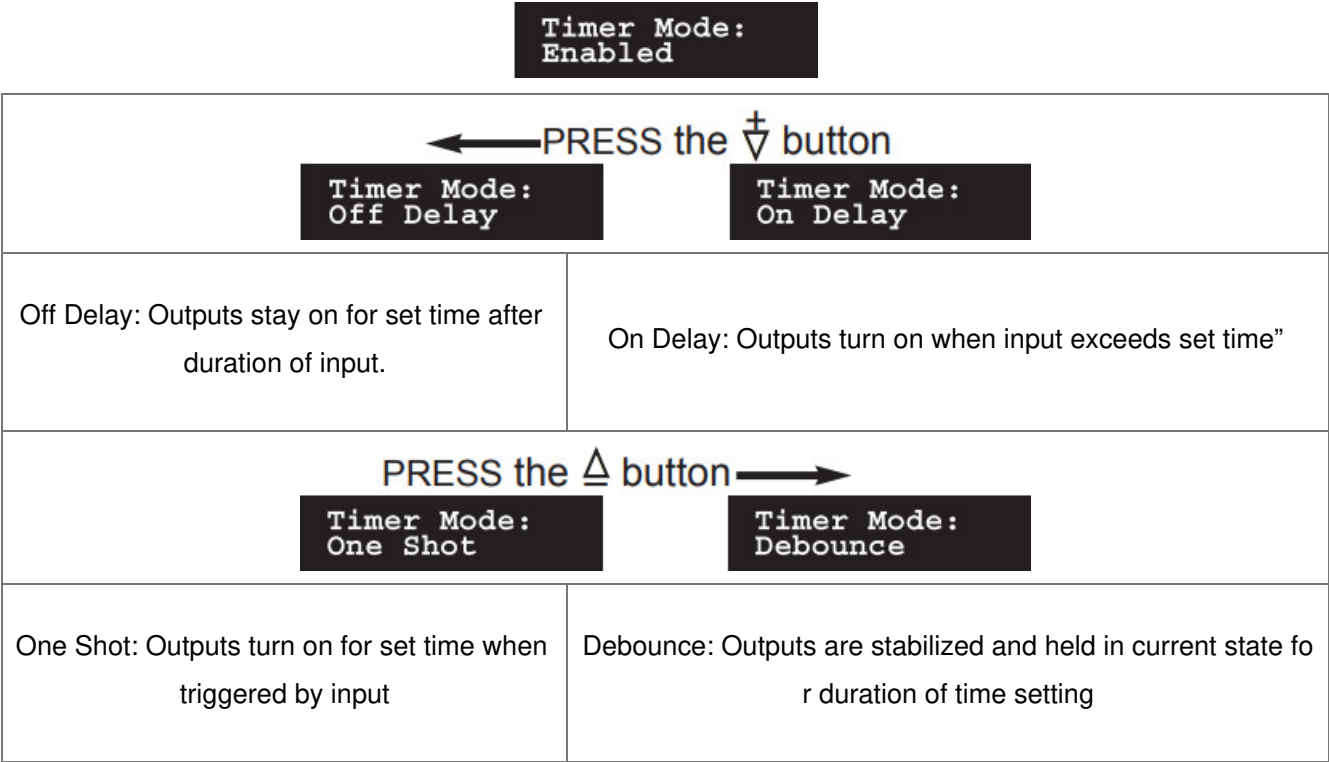 Timer Mode:
Enabled
PRESS the ∇̟ button
Timer Mode:
Off Delay
Timer Mode:
On Delay
Off Delay: Outputs stay on for set time after
duration of input.
On Delay: Outputs turn on when input exceeds set time”
PRESS the Δ button
Timer Mode:
One Shot
Timer Mode:
Debounce
One Shot: Outputs turn on for set time when
triggered by input
Debounce: Outputs are stabilized and held in current state fo
r duration of time setting